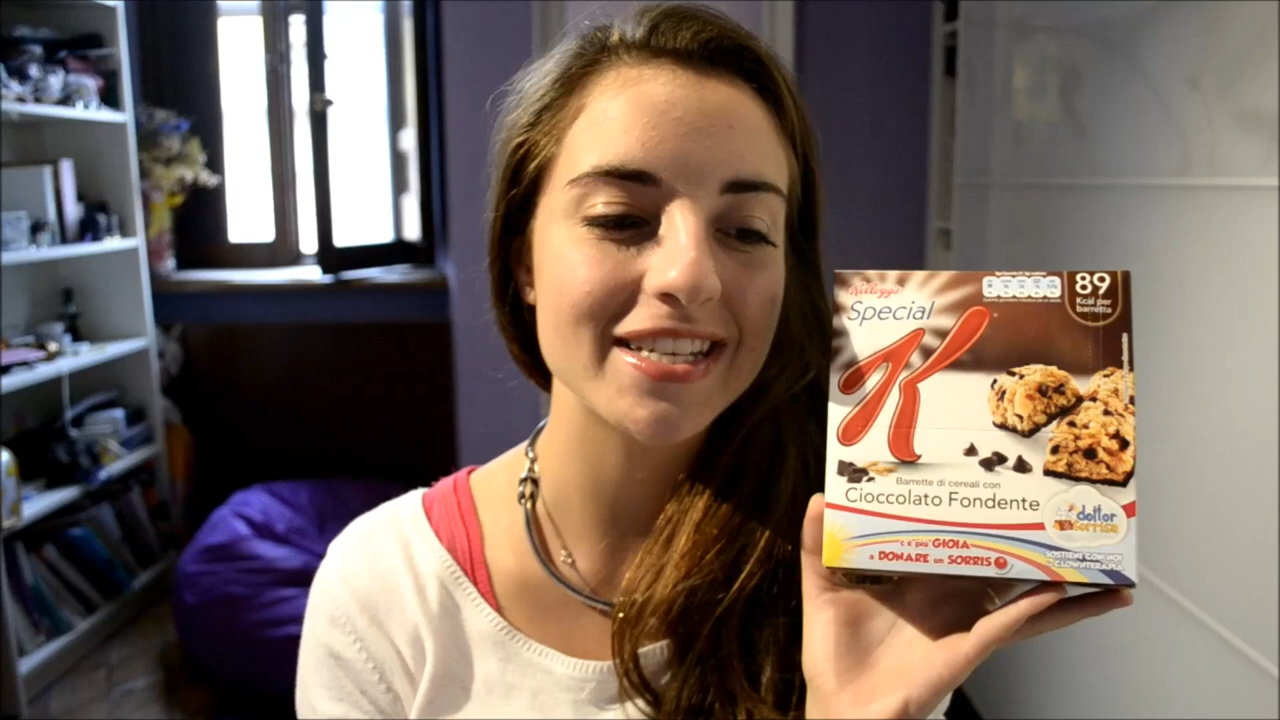 Kellogg's
Special
K
89
Kcal per
barretta
Barrette di cereali con
Cioccolato Fondente
dottor
sorriso
c'è più GIOIA
a DONARE un SORRISO
SOSTIENI CON NOI
CLOWNTERAPIA